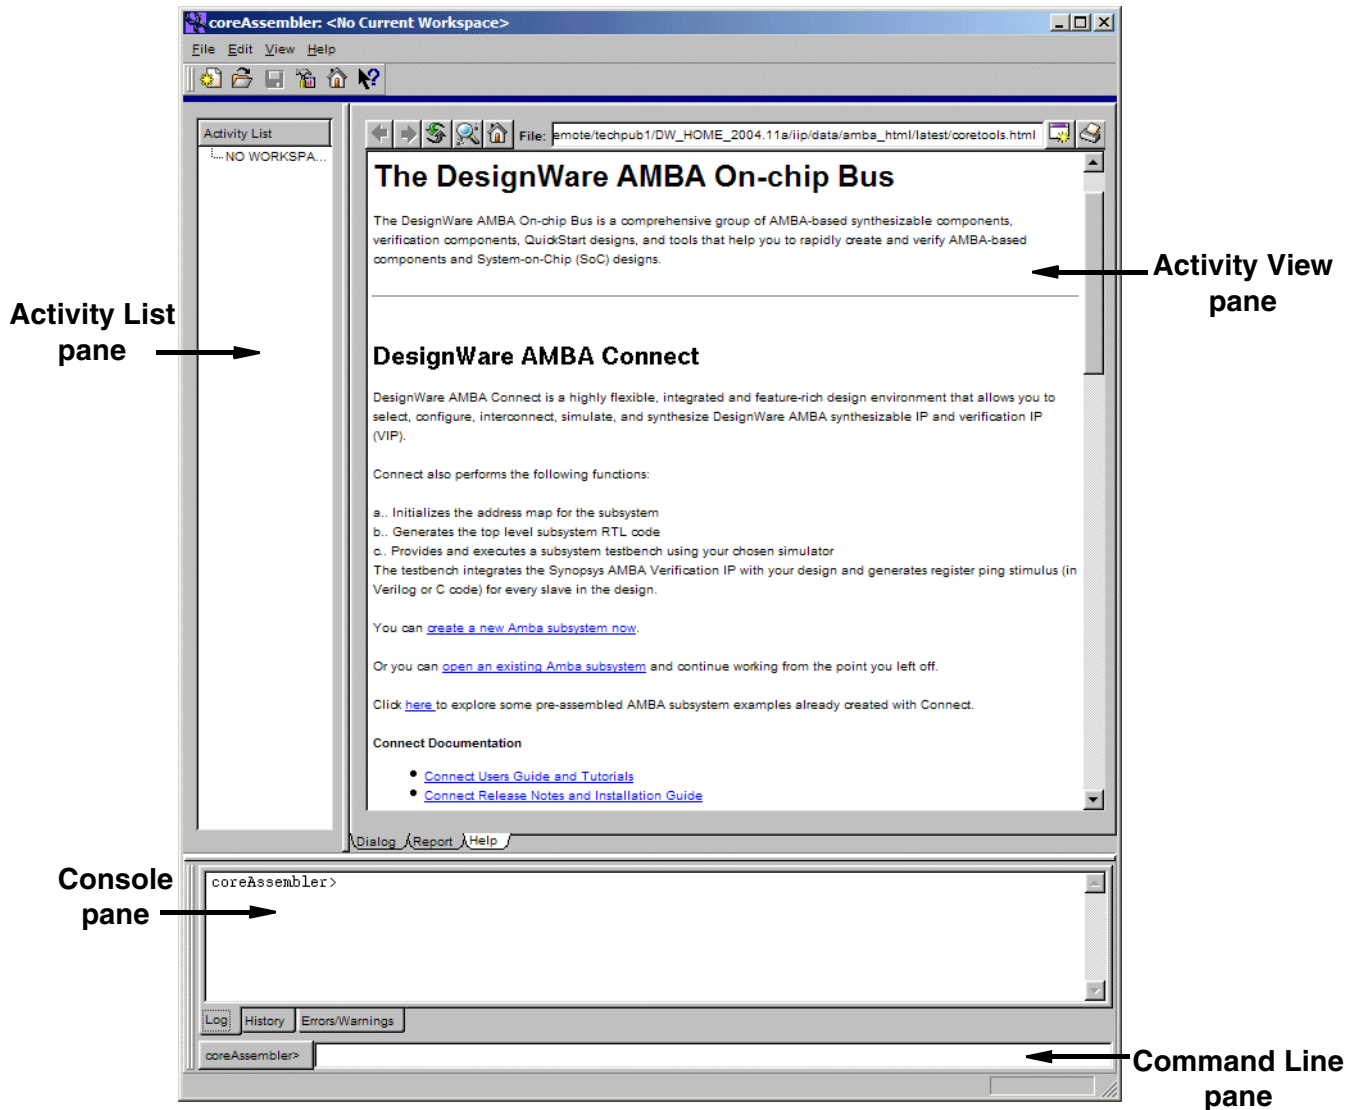 coreAssembler: <No Current Workspace>
File Edit View Help
Activity List
NO WORKSPA...
File: emote/techpub1/DW_HOME_2004.11a/iip/data/amba_html/latest/coretools.html
The DesignWare AMBA On-chip Bus
The DesignWare AMBA On-chip Bus is a comprehensive group of AMBA-based synthesizable components,
verification components, QuickStart designs, and tools that help you to rapidly create and verify AMBA-based
components and System-on-Chip (SoC) designs.
DesignWare AMBA Connect
DesignWare AMBA Connect is a highly flexible, integrated and feature-rich design environment that allows you to
select, configure, interconnect, simulate, and synthesize DesignWare AMBA synthesizable IP and verification IP
(VIP).
Connect also performs the following functions:
a.. Initializes the address map for the subsystem
b.. Generates the top level subsystem RTL code
c.. Provides and executes a subsystem testbench using your chosen simulator
The testbench integrates the Synopsys AMBA Verification IP with your design and generates register ping stimulus (in
Verilog or C code) for every slave in the design.
You can create a new Amba subsystem now.
Or you can open an existing Amba subsystem and continue working from the point you left off.
Click here to explore some pre-assembled AMBA subsystem examples already created with Connect.
Connect Documentation
Connect Users Guide and Tutorials
Connect Release Notes and Installation Guide
Dialog Report Help
coreAssembler>
Log History Errors/Warnings
coreAssembler>
Activity List
pane
Activity View
pane
Console
pane
Command Line
pane